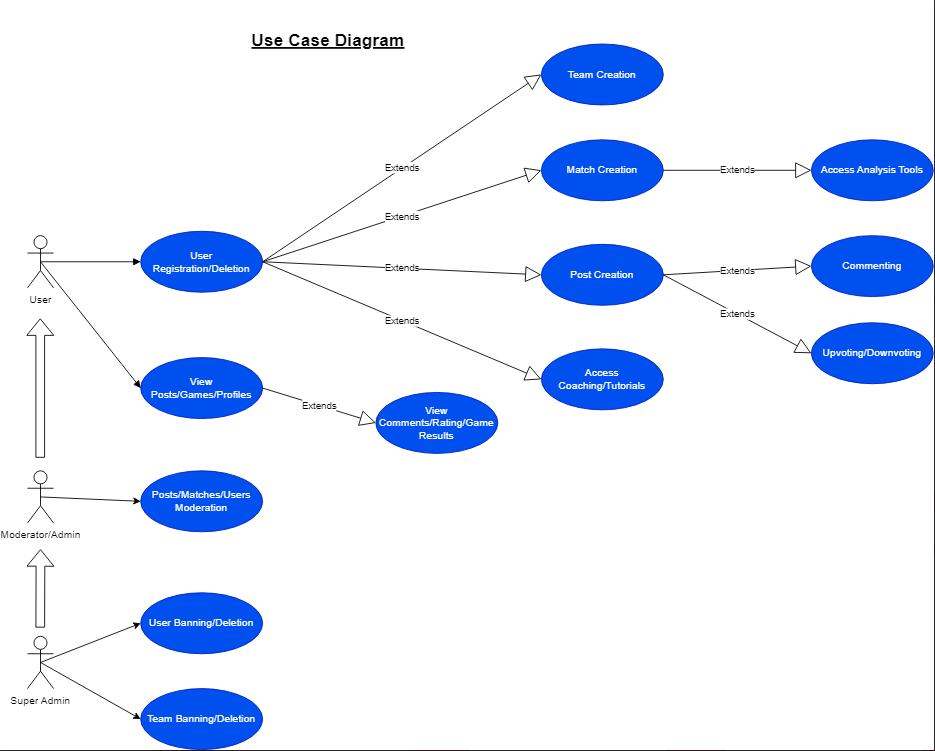 Use Case Diagram
Team Creation
Extends
Match Creation
Extends
Access Analysis Tools
Extends
User
Registration/Deletion
User
Extends
Post Creation
Extends
Commenting
Extends
Upvoting/Downvoting
Extends
Access
Coaching/Tutorials
View
Posts/Games/Profiles
Extends
View
Comments/Rating/Game
Results
Posts/Matches/Users
Moderation
Moderator/Admin
User Banning/Deletion
Super Admin
Team Banning/Deletion